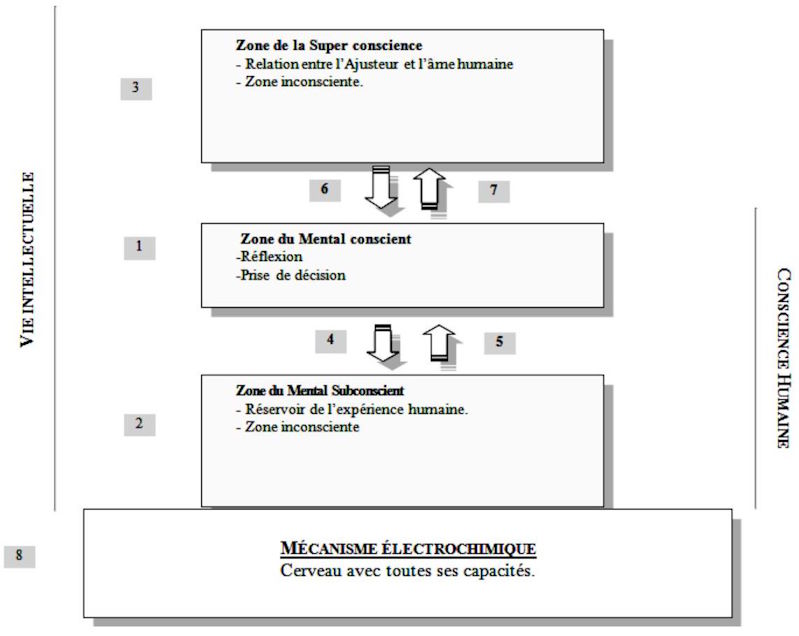 Zone de la Super conscience
- Relation entre l'Ajusteur et l'âme humaine
- Zone inconsciente.
3
6
7
VIE INTELLECTUELLE
Zone du Mental conscient
-Réflexion
-Prise de décision
1
4
5
CONSCIENCE HUMAINE
Zone du Mental Subconscient
- Réservoir de l'expérience humaine.
- Zone inconsciente
2
MÉCANISME ÉLECTROCHIMIQUE
Cerveau avec toutes ses capacités.
8